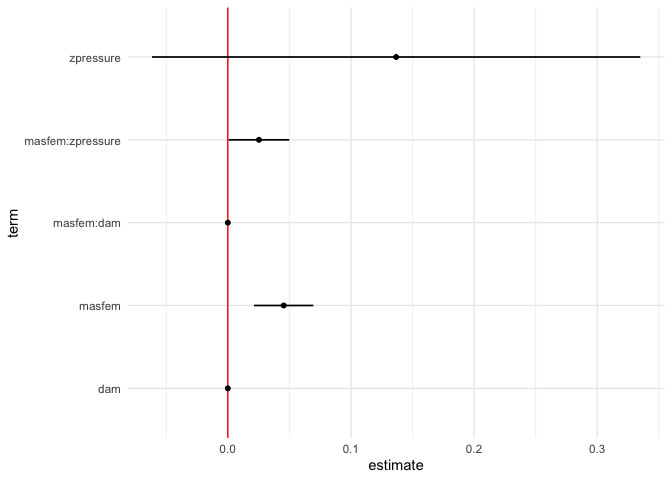 zpressure
masfem:zpressure
masfem:dam
masfem
dam
term
0.0 0.1 0.2 0.3
estimate